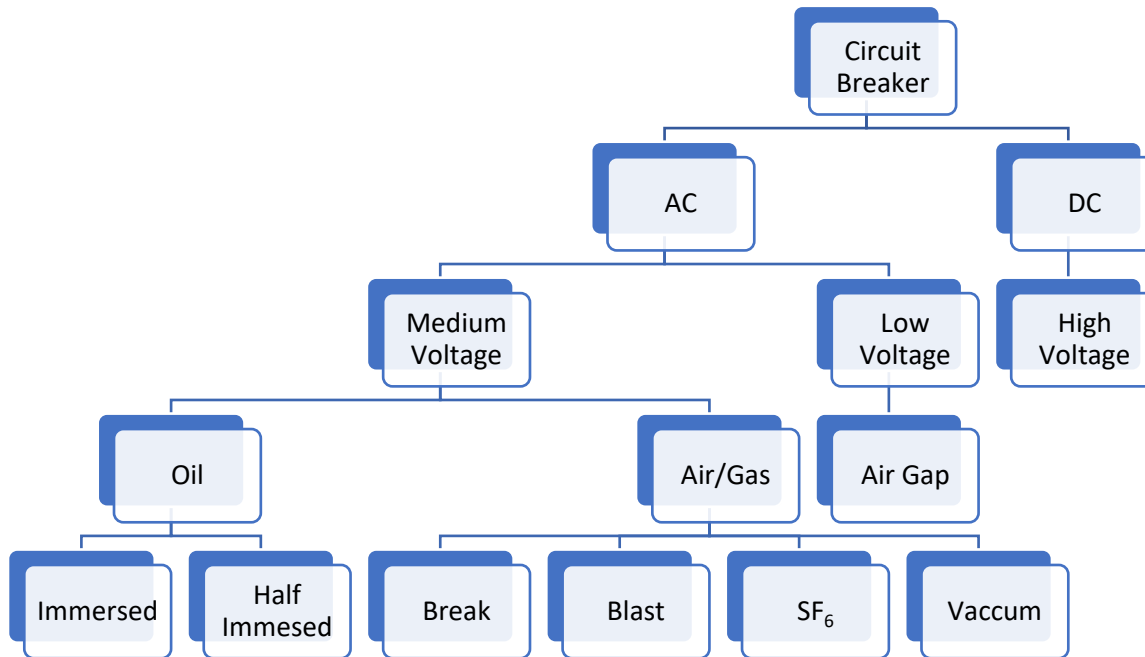 Circuit
Breaker
AC
DC
Medium
Voltage
Low
Voltage
High
Voltage
Oil
Air/Gas
Air Gap
Immersed
Half
Immesed
Break
Blast
SF₆
Vaccum